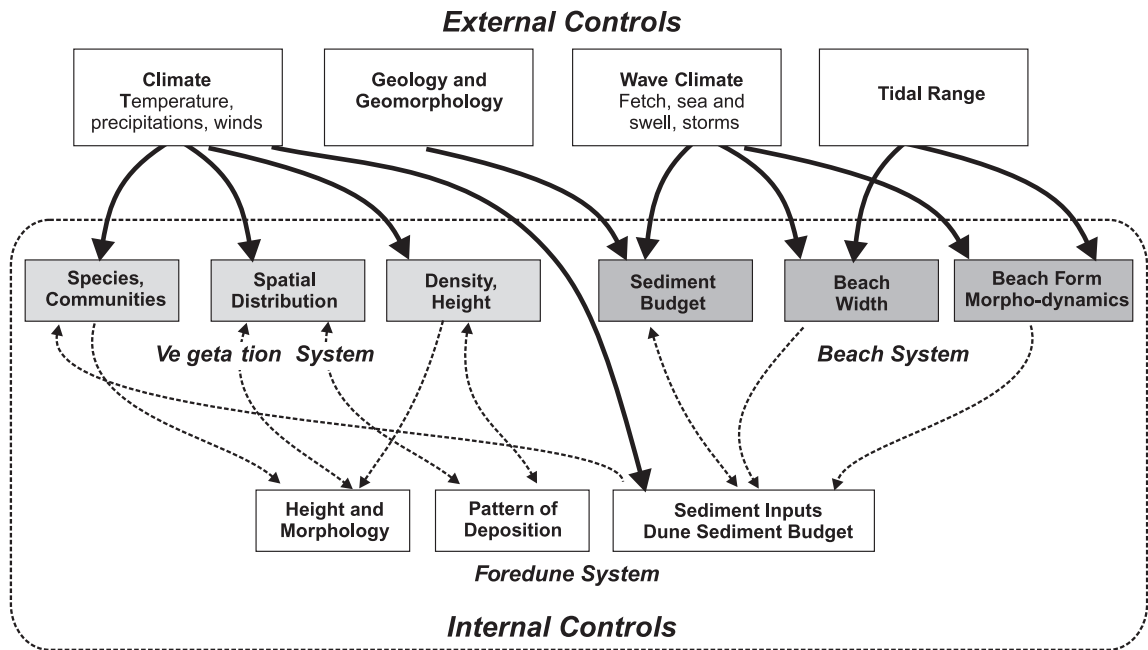 External Controls
Climate
Temperature,
precipitations, winds
Geology and
Geomorphology
Wave Climate
Fetch, sea and
swell, storms
Tidal Range
Species,
Communities
Spatial
Distribution
Density,
Height
Sediment
Budget
Beach
Width
Beach Form
Morpho-dynamics
Ve geta tion System
Beach System
Height and
Morphology
Pattern of
Deposition
Sediment Inputs
Dune Sediment Budget
Foredune System
Internal Controls